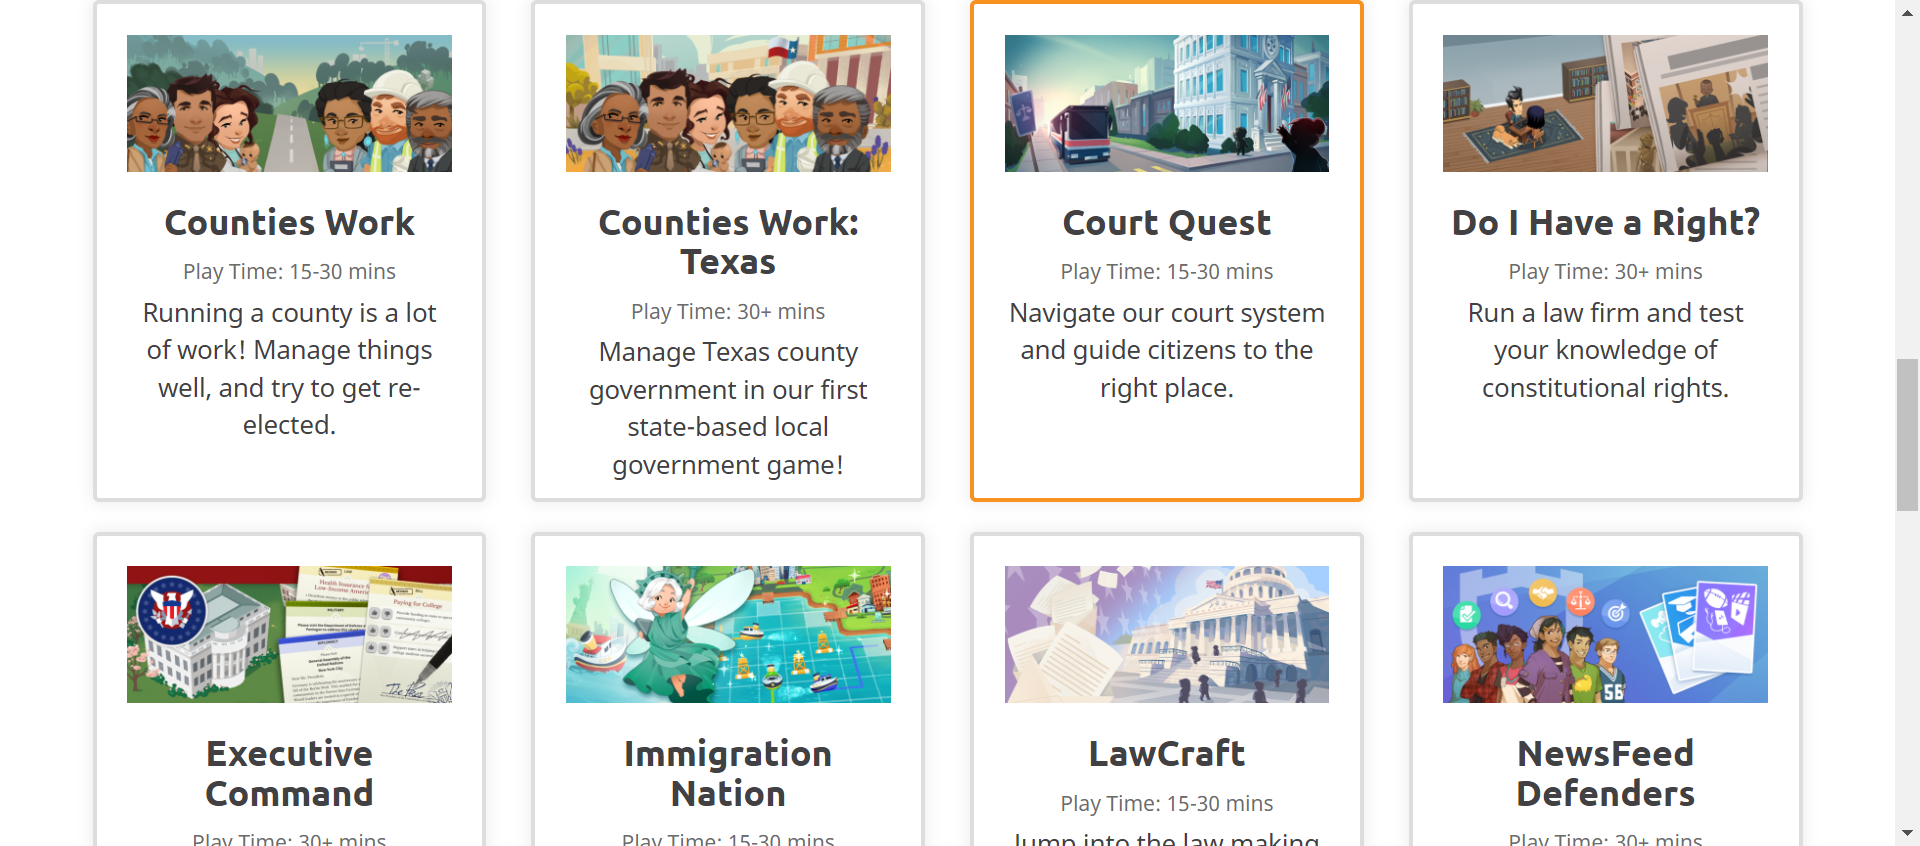 Counties Work
Play Time: 15-30 mins
Running a county is a lot
of work! Manage things
well, and try to get re-
elected.
Counties Work:
Texas
Play Time: 30+ mins
Manage Texas county
government in our first
state-based local
government game!
Court Quest
Play Time: 15-30 mins
Navigate our court system
and guide citizens to the
right place.
Do I Have a Right?
Play Time: 30+ mins
Run a law firm and test
your knowledge of
constitutional rights.
Paying for College
56
Executive
Command
Play Time: 30+ mins
Immigration
Nation
Play Time: 15-30 mins
LawCraft
Play Time: 15-30 mins
Jump into the law making
NewsFeed
Defenders
Play Time: 30+ mins